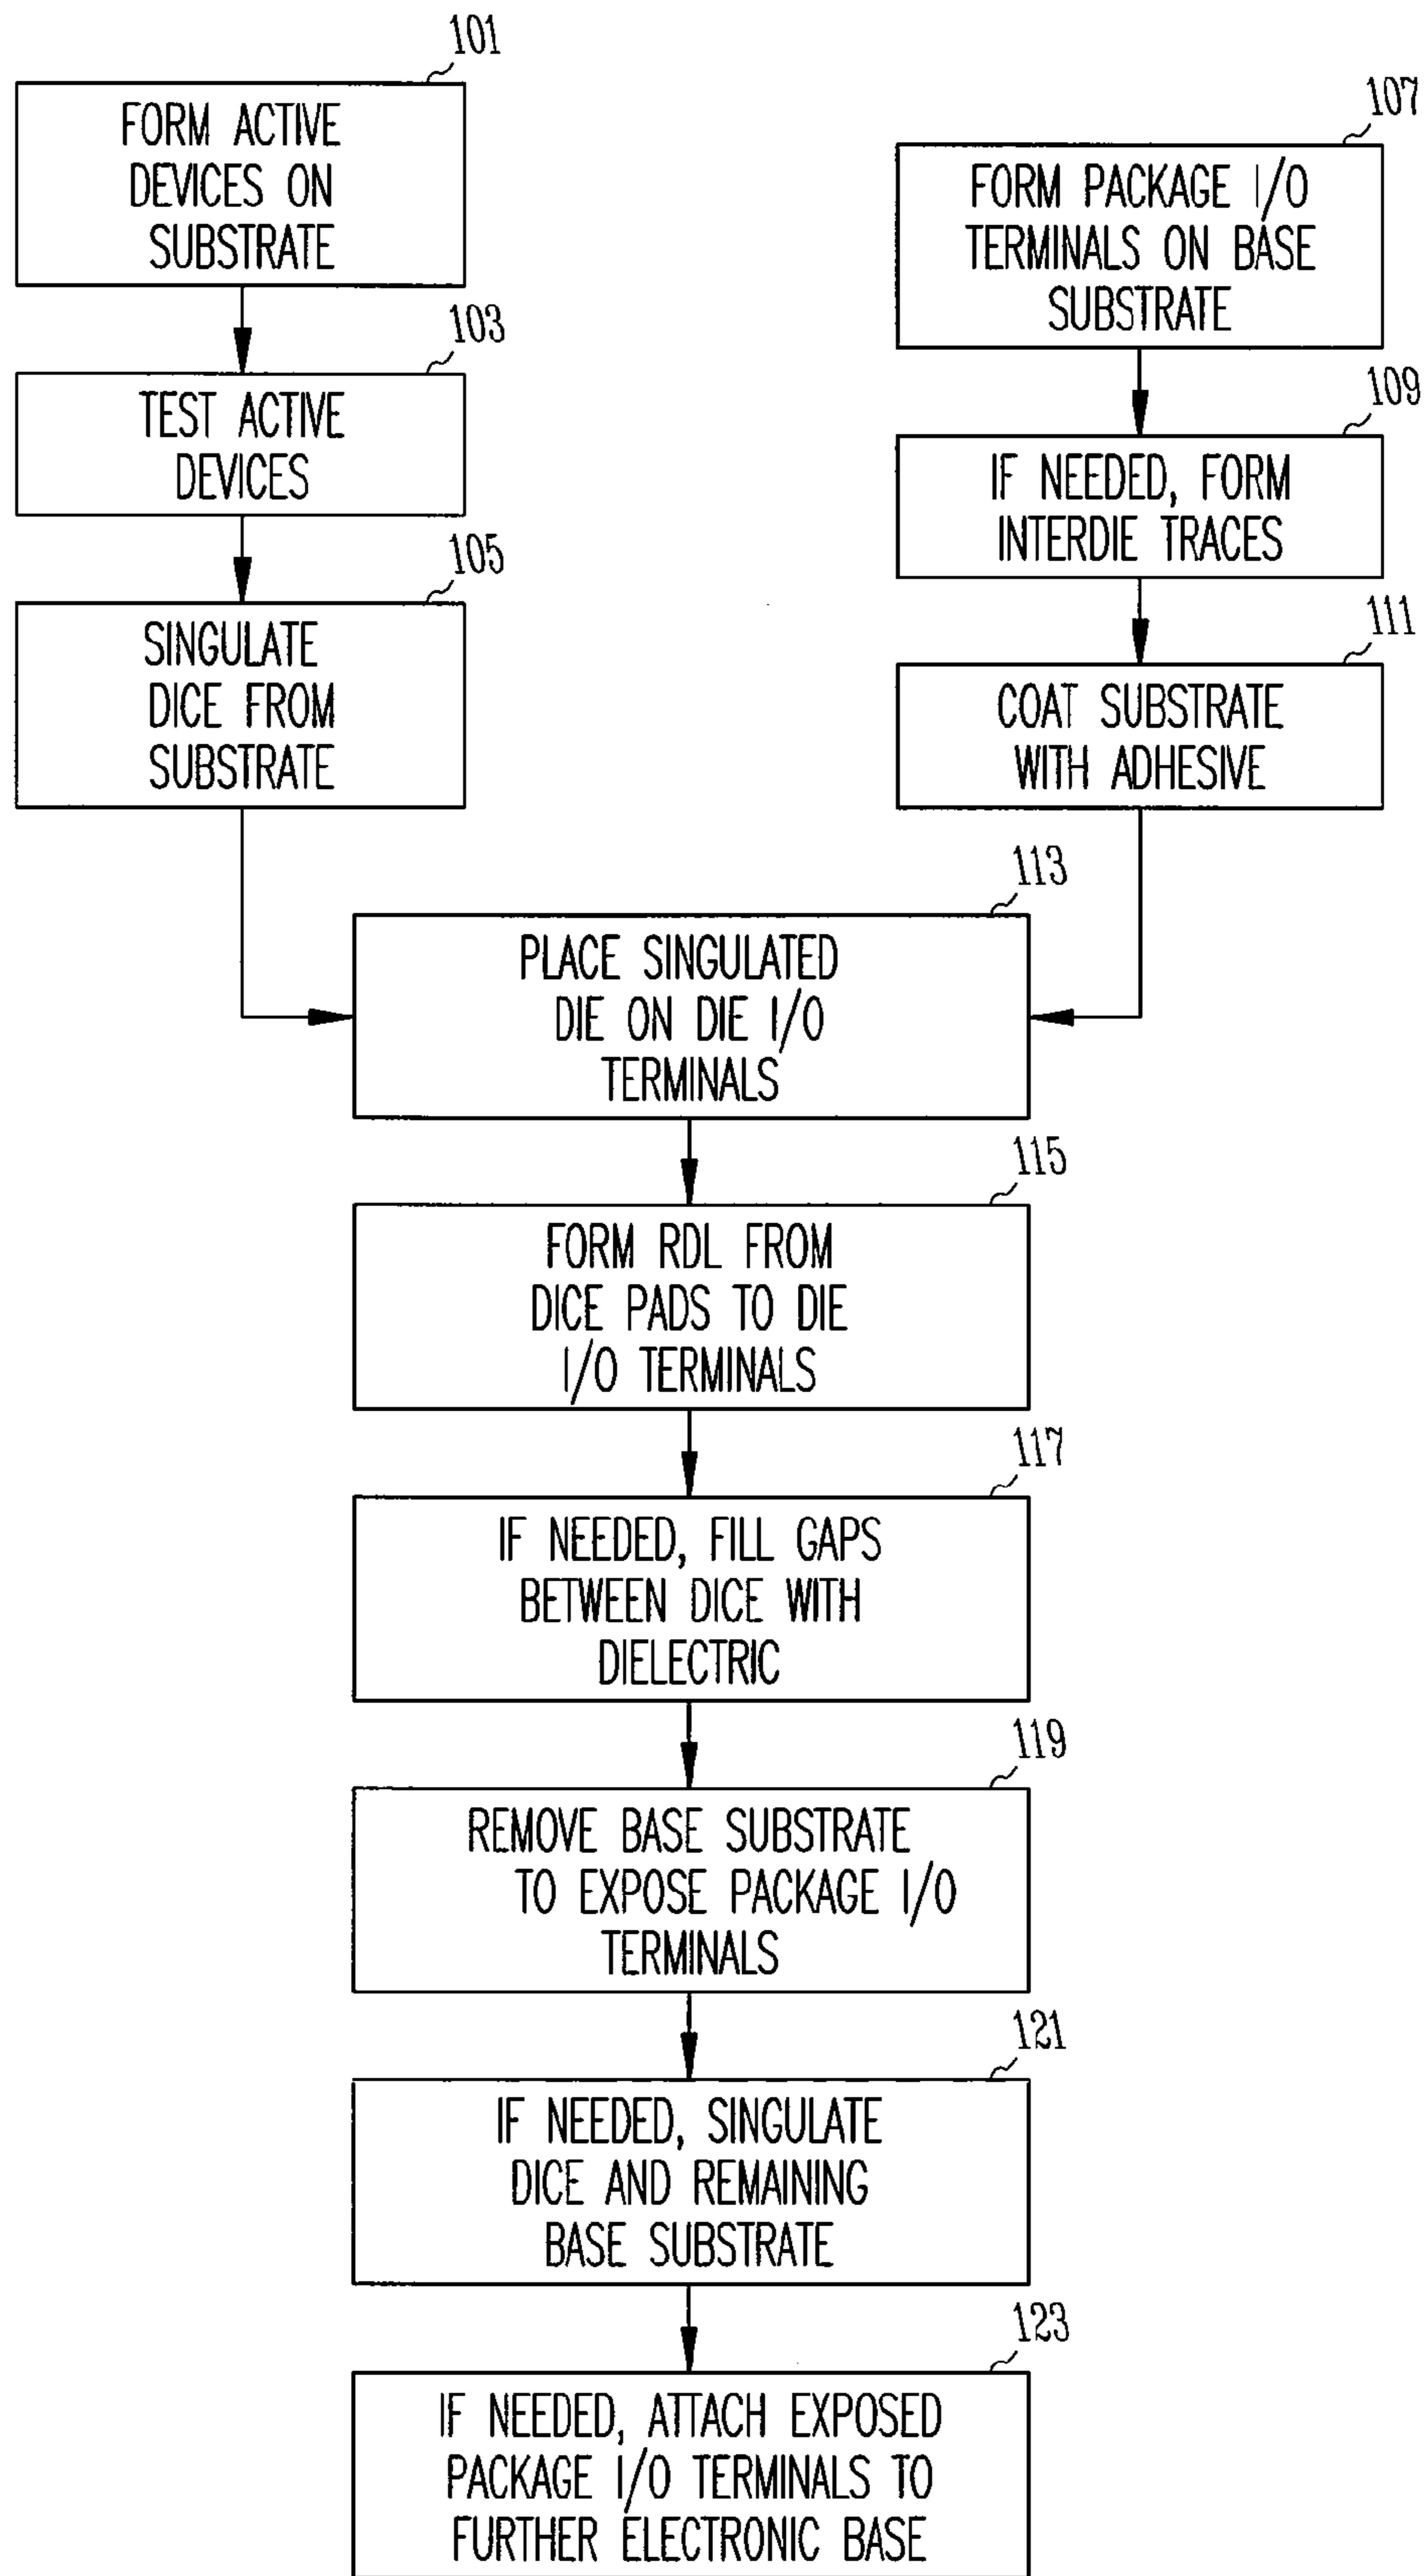 101
FORM ACTIVE
DEVICES ON
SUBSTRATE
103
TEST ACTIVE
DEVICES
105
SINGULATE
DICE FROM
SUBSTRATE
107
FORM PACKAGE I/O
TERMINALS ON BASE
SUBSTRATE
109
IF NEEDED, FORM
INTERDIE TRACES
111
COAT SUBSTRATE
WITH ADHESIVE
113
PLACE SINGULATED
DIE ON DIE I/O
TERMINALS
115
FORM RDL FROM
DICE PADS TO DIE
I/O TERMINALS
117
IF NEEDED, FILL GAPS
BETWEEN DICE WITH
DIELECTRIC
119
REMOVE BASE SUBSTRATE
TO EXPOSE PACKAGE I/O
TERMINALS
121
IF NEEDED, SINGULATE
DICE AND REMAINING
BASE SUBSTRATE
123
IF NEEDED, ATTACH EXPOSED
PACKAGE I/O TERMINALS TO
FURTHER ELECTRONIC BASE